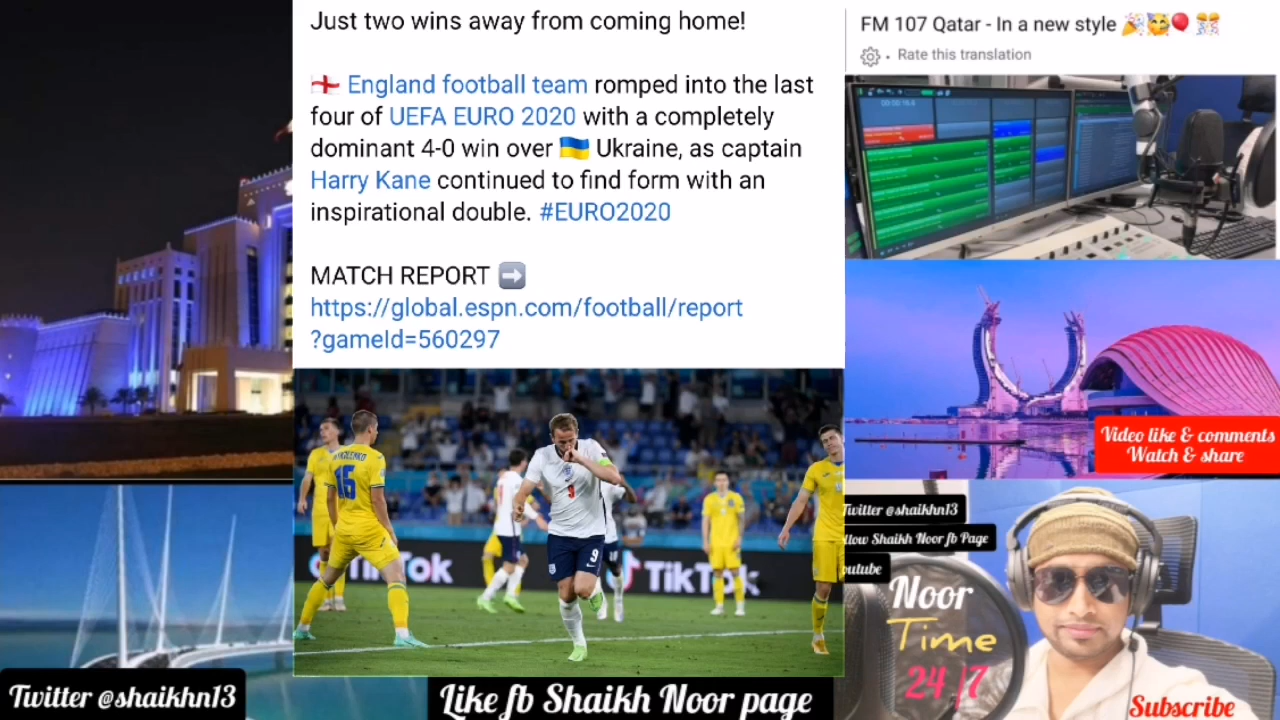 Just two wins away from coming home!
🏴󠁧󠁢󠁥󠁮󠁧󠁿 England football team romped into the last
four of UEFA EURO 2020 with a completely
dominant 4-0 win over 🇺🇦 Ukraine, as captain
Harry Kane continued to find form with an
inspirational double. #EURO2020
MATCH REPORT ➡️
https://global.espn.com/football/report
?gameId=560297
FM 107 Qatar - In a new style 🎉🥰🎈🎊
Rate this translation
16
9
9
TikTok
Video like & comments
Watch & share
Twitter @shaikhn13
llow Shaikh Noor fb Page
outube
Noor
Time
24|7
Subscribe
Twitter @shaikhn13
Like fb Shaikh Noor page